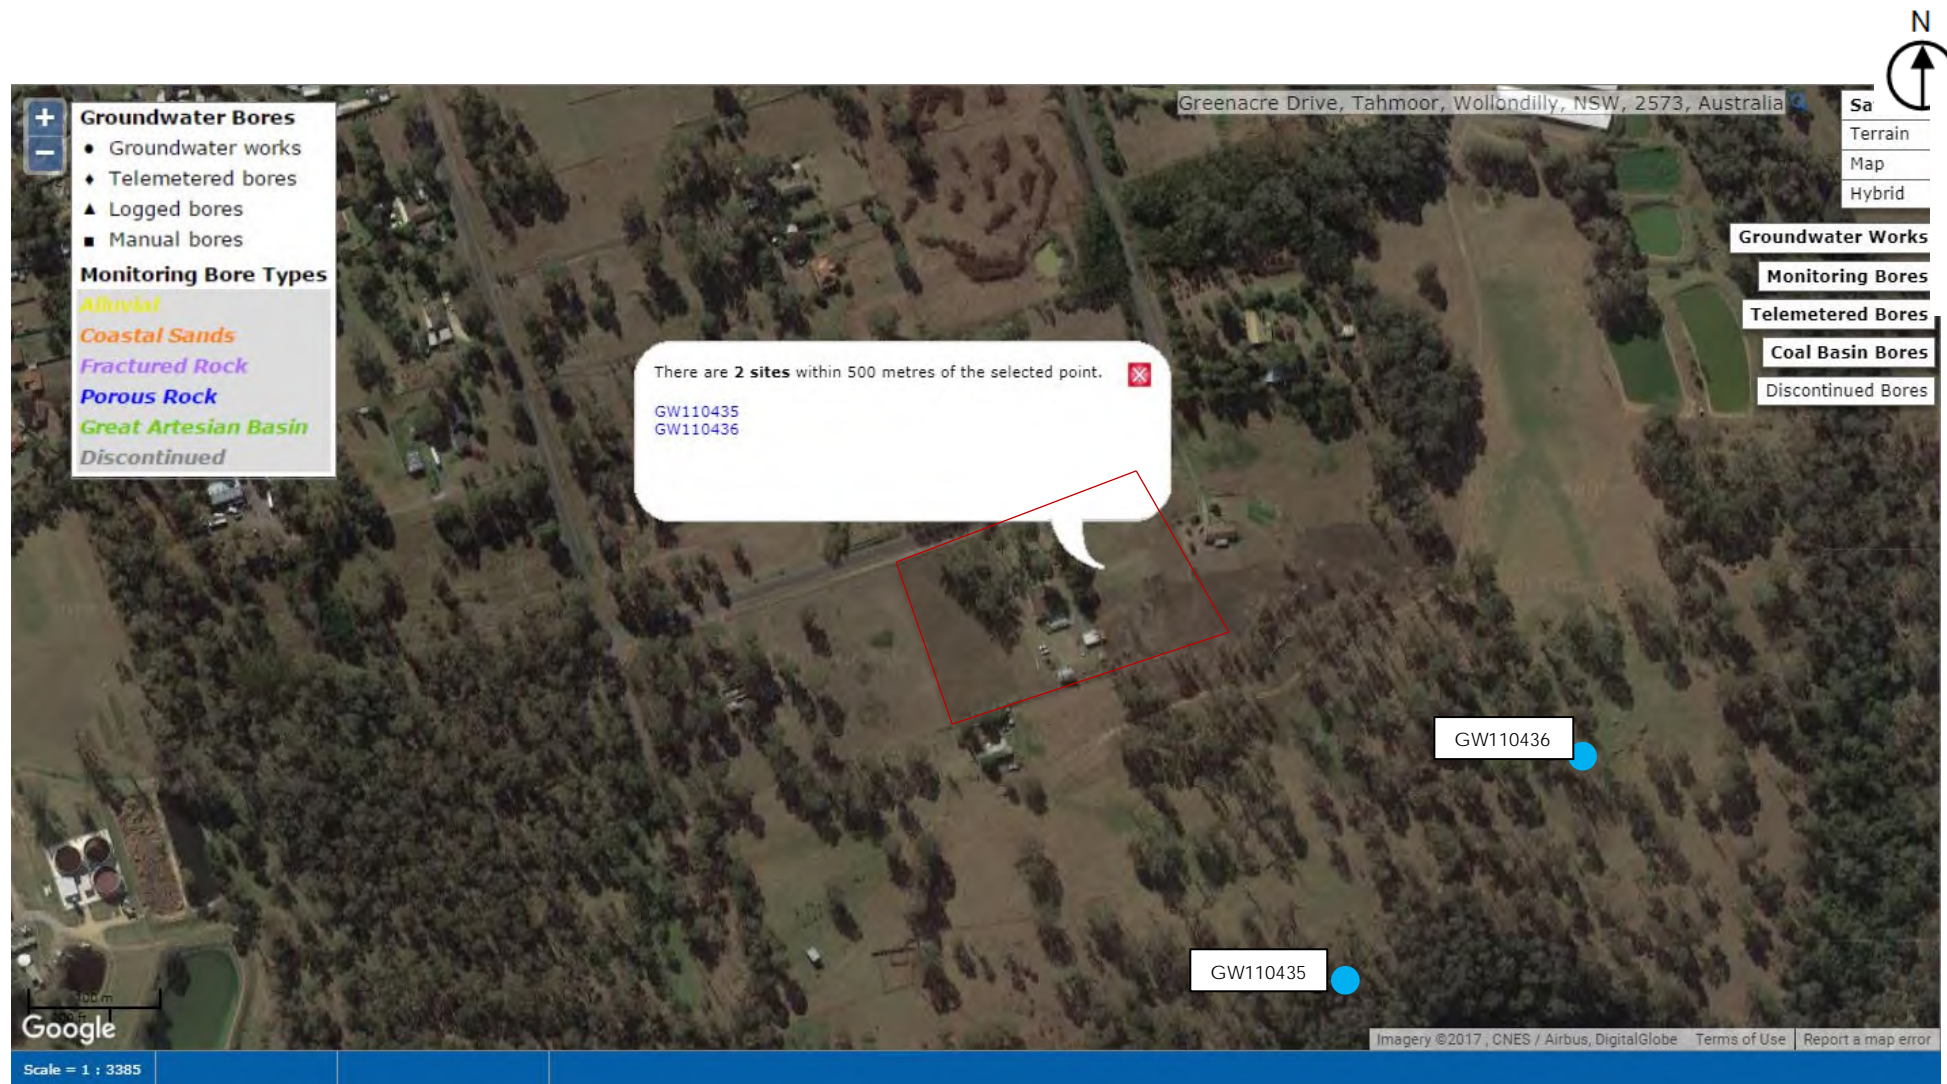 N
Greenacre Drive, Tahmoor, Wollondilly, NSW, 2573, Australia
+
−
Groundwater Bores
Groundwater works
Telemetered bores
Logged bores
Manual bores
Monitoring Bore Types
Alluvial
Coastal Sands
Fractured Rock
Porous Rock
Great Artesian Basin
Discontinued
Sa
Terrain
Map
Hybrid
Groundwater Works
Monitoring Bores
Telemetered Bores
Coal Basin Bores
Discontinued Bores
There are 2 sites within 500 metres of the selected point.
GW110435
GW110436
GW110436
GW110435
100 m
Google
Imagery ©2017 , CNES / Airbus, DigitalGlobe
Terms of Use
Report a map error
Scale = 1 : 3385